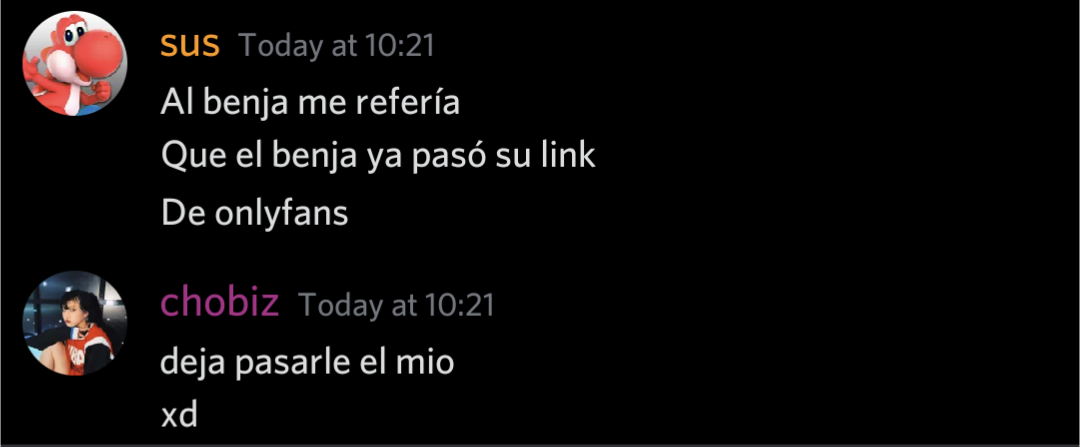 sus Today at 10:21
Al benja me refería
Que el benja ya pasó su link
De onlyfans
chobiz Today at 10:21
deja pasarle el mio
xd